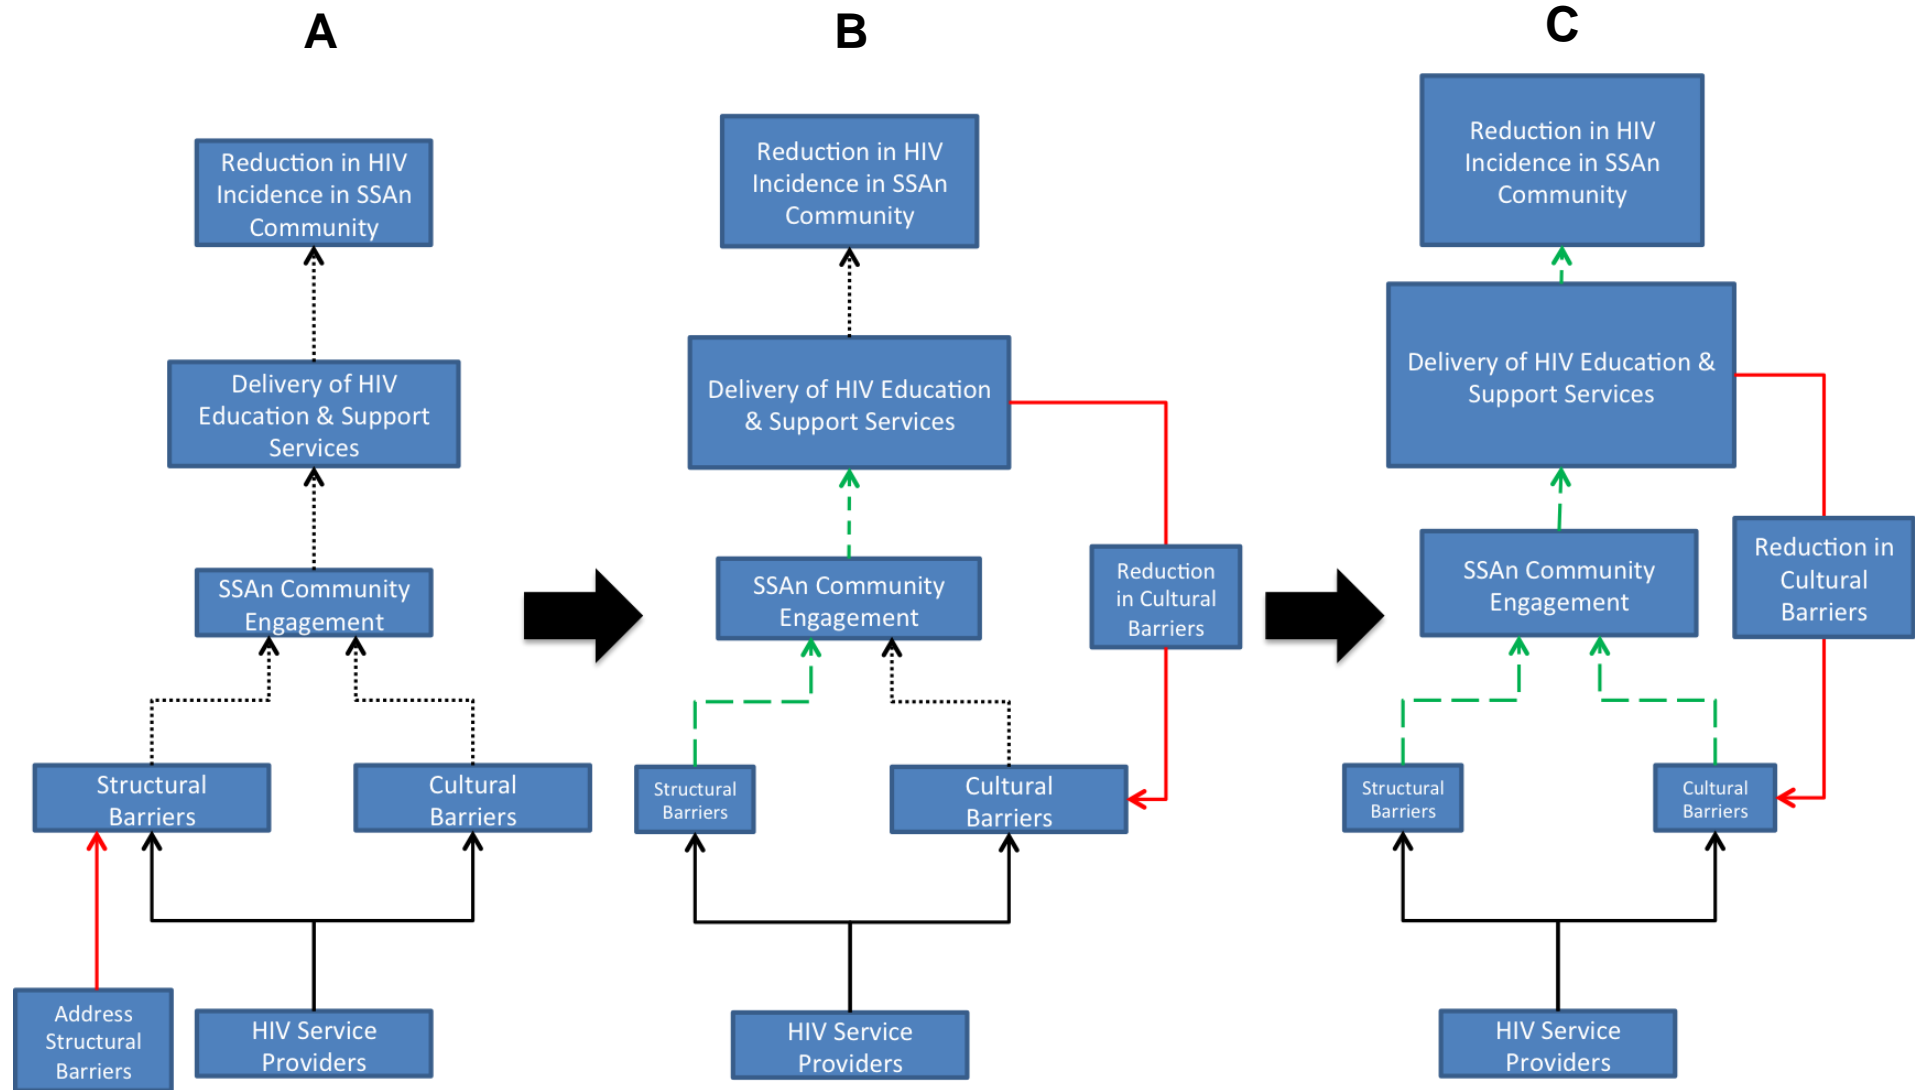 A
Reduction in HIV
Incidence in SSAn
Community
Delivery of HIV
Education & Support
Services
SSAn Community
Engagement
Structural
Barriers
Cultural
Barriers
Address
Structural
Barriers
HIV Service
Providers
B
Reduction in HIV
Incidence in SSAn
Community
Delivery of HIV Education
& Support Services
SSAn Community
Engagement
Reduction
in Cultural
Barriers
Structural
Barriers
Cultural
Barriers
HIV Service
Providers
C
Reduction in HIV
Incidence in SSAn
Community
Delivery of HIV Education &
Support Services
SSAn Community
Engagement
Reduction in
Cultural
Barriers
Structural
Barriers
Cultural
Barriers
HIV Service
Providers